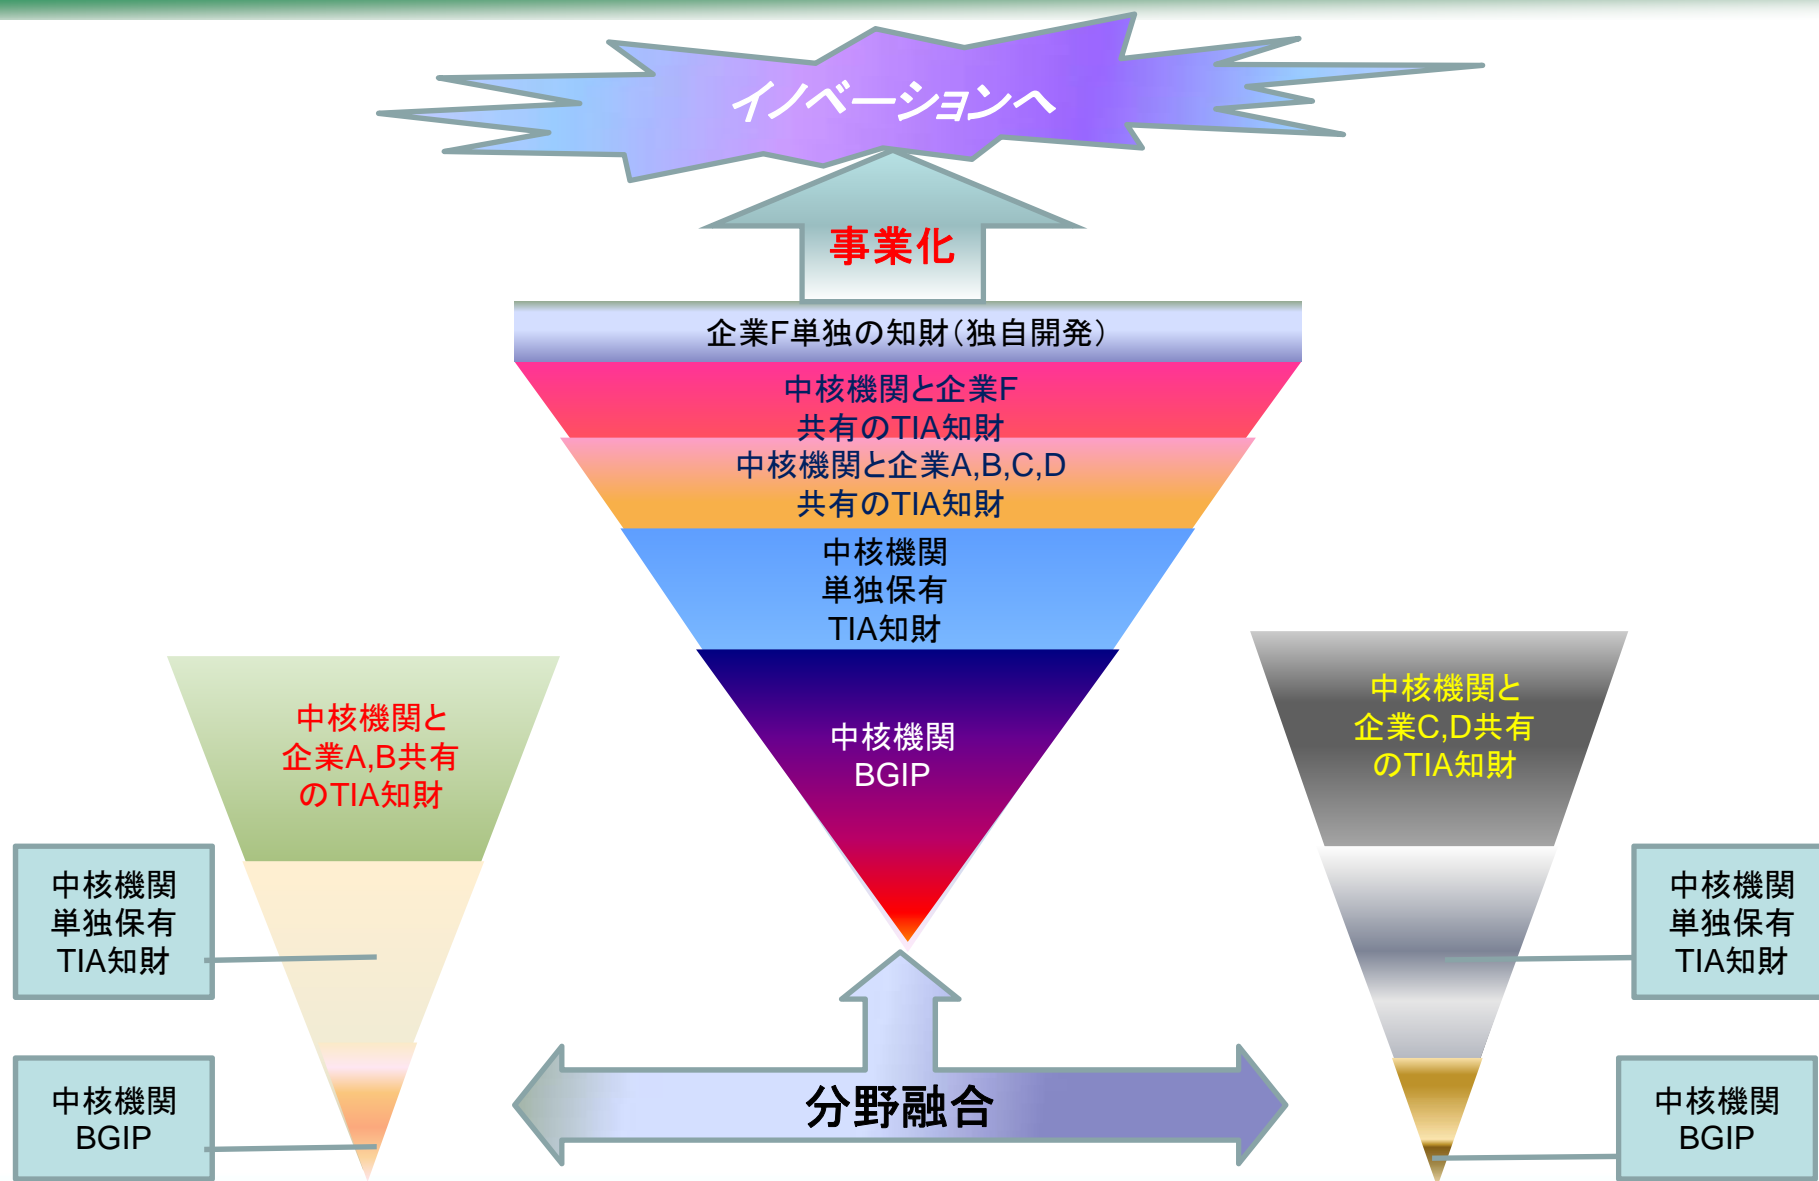 イノベーションへ
事業化
企業F単独の知財(独自開発)
中核機関と企業F
共有のTIA知財
中核機関と企業A,B,C,D
共有のTIA知財
中核機関
単独保有
TIA知財
中核機関
BGIP
中核機関と
企業A,B共有
のTIA知財
中核機関
単独保有
TIA知財
中核機関
BGIP
中核機関と
企業C,D共有
のTIA知財
中核機関
単独保有
TIA知財
中核機関
BGIP
分野融合